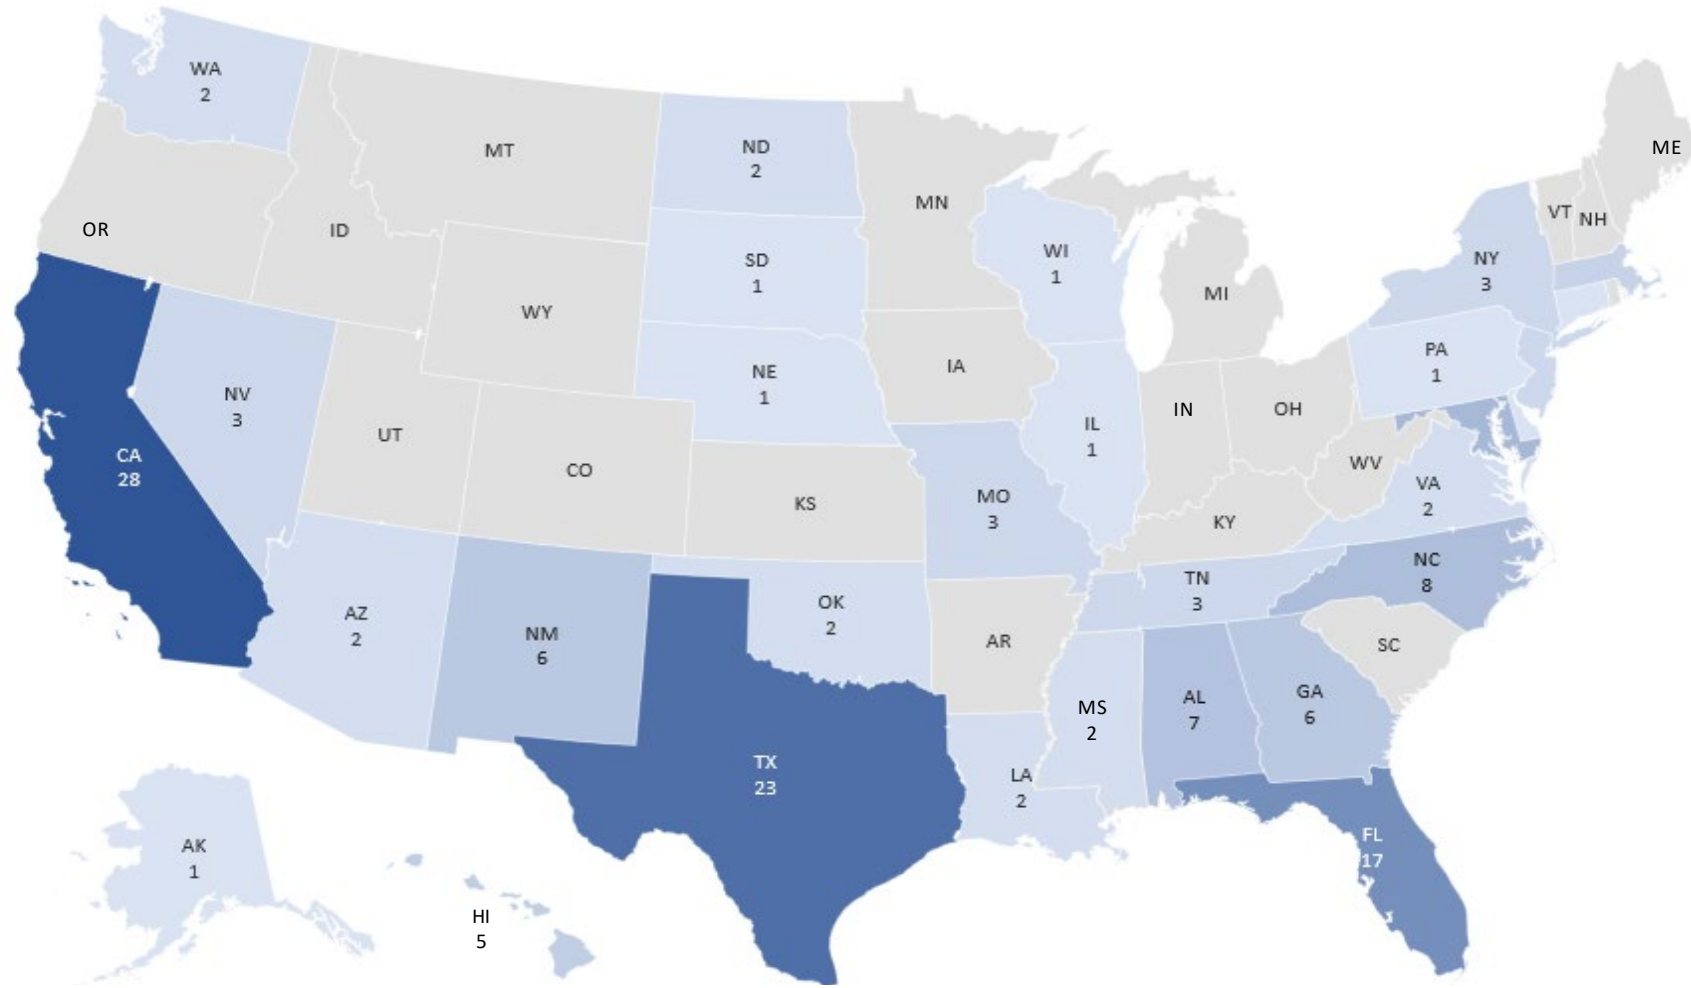 WA
2
MT
ND
2
MN
ME
OR
ID
SD
1
WI
1
VT
NH
NY
3
WY
MI
NV
3
NE
1
IA
PA
1
UT
CO
IL
1
IN
OH
CA
28
KS
MO
3
WV
VA
2
KY
NC
8
AZ
2
NM
6
OK
2
AR
TN
3
SC
TX
23
LA
2
MS
2
AL
7
GA
6
FL
17
AK
1
HI
5